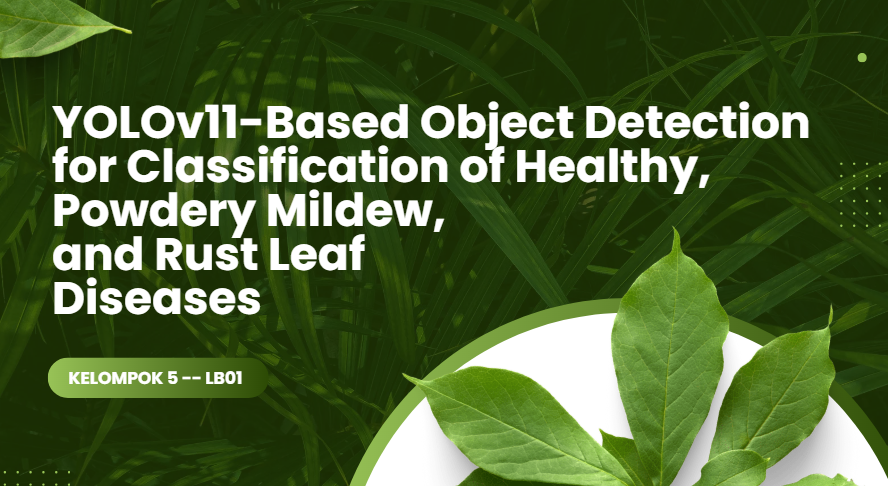 YOLOv11-Based Object Detection
for Classification of Healthy,
Powdery Mildew,
and Rust Leaf
Diseases
KELOMPOK 5 -- LB01